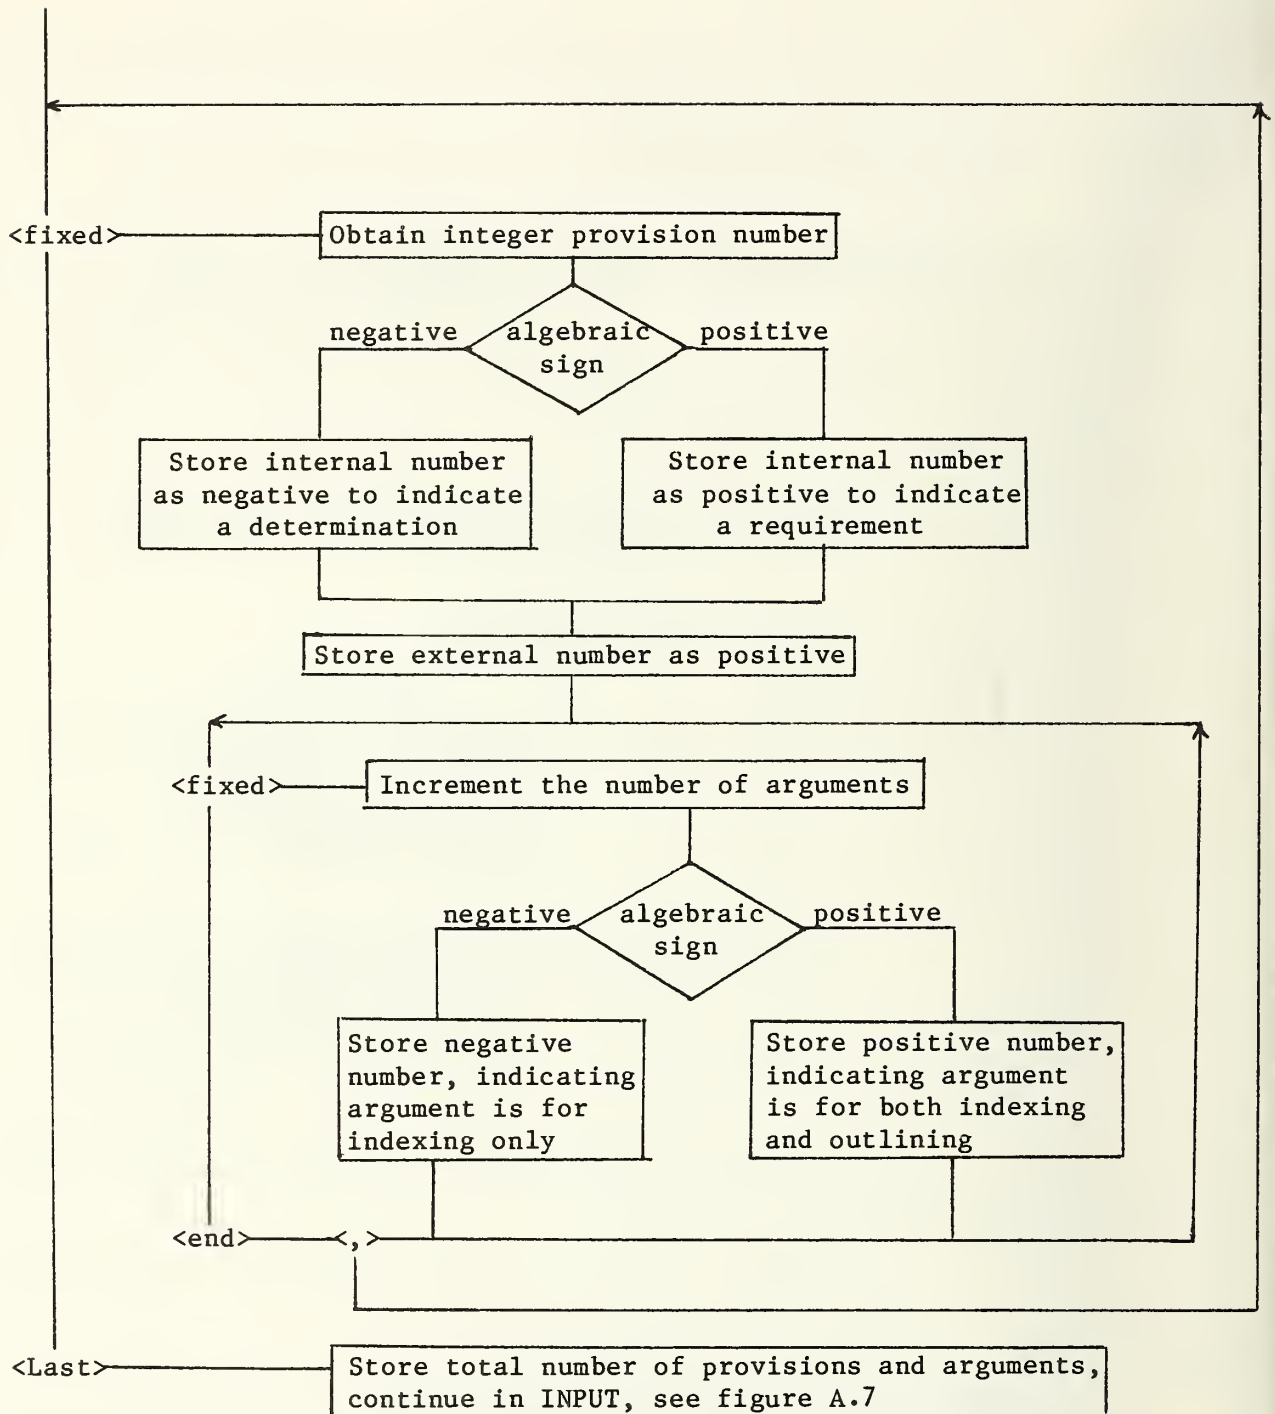 <fixed>
Obtain integer provision number
negative
algebraic
sign
positive
Store internal number
as negative to indicate
a determination
Store internal number
as positive to indicate
a requirement
Store external number as positive
<fixed>
Increment the number of arguments
negative
algebraic
sign
positive
Store negative
number, indicating
argument is for
indexing only
Store positive number,
indicating argument
is for both indexing
and outlining
<end>
<,>
<Last>
Store total number of provisions and arguments,
continue in INPUT, see figure A.7